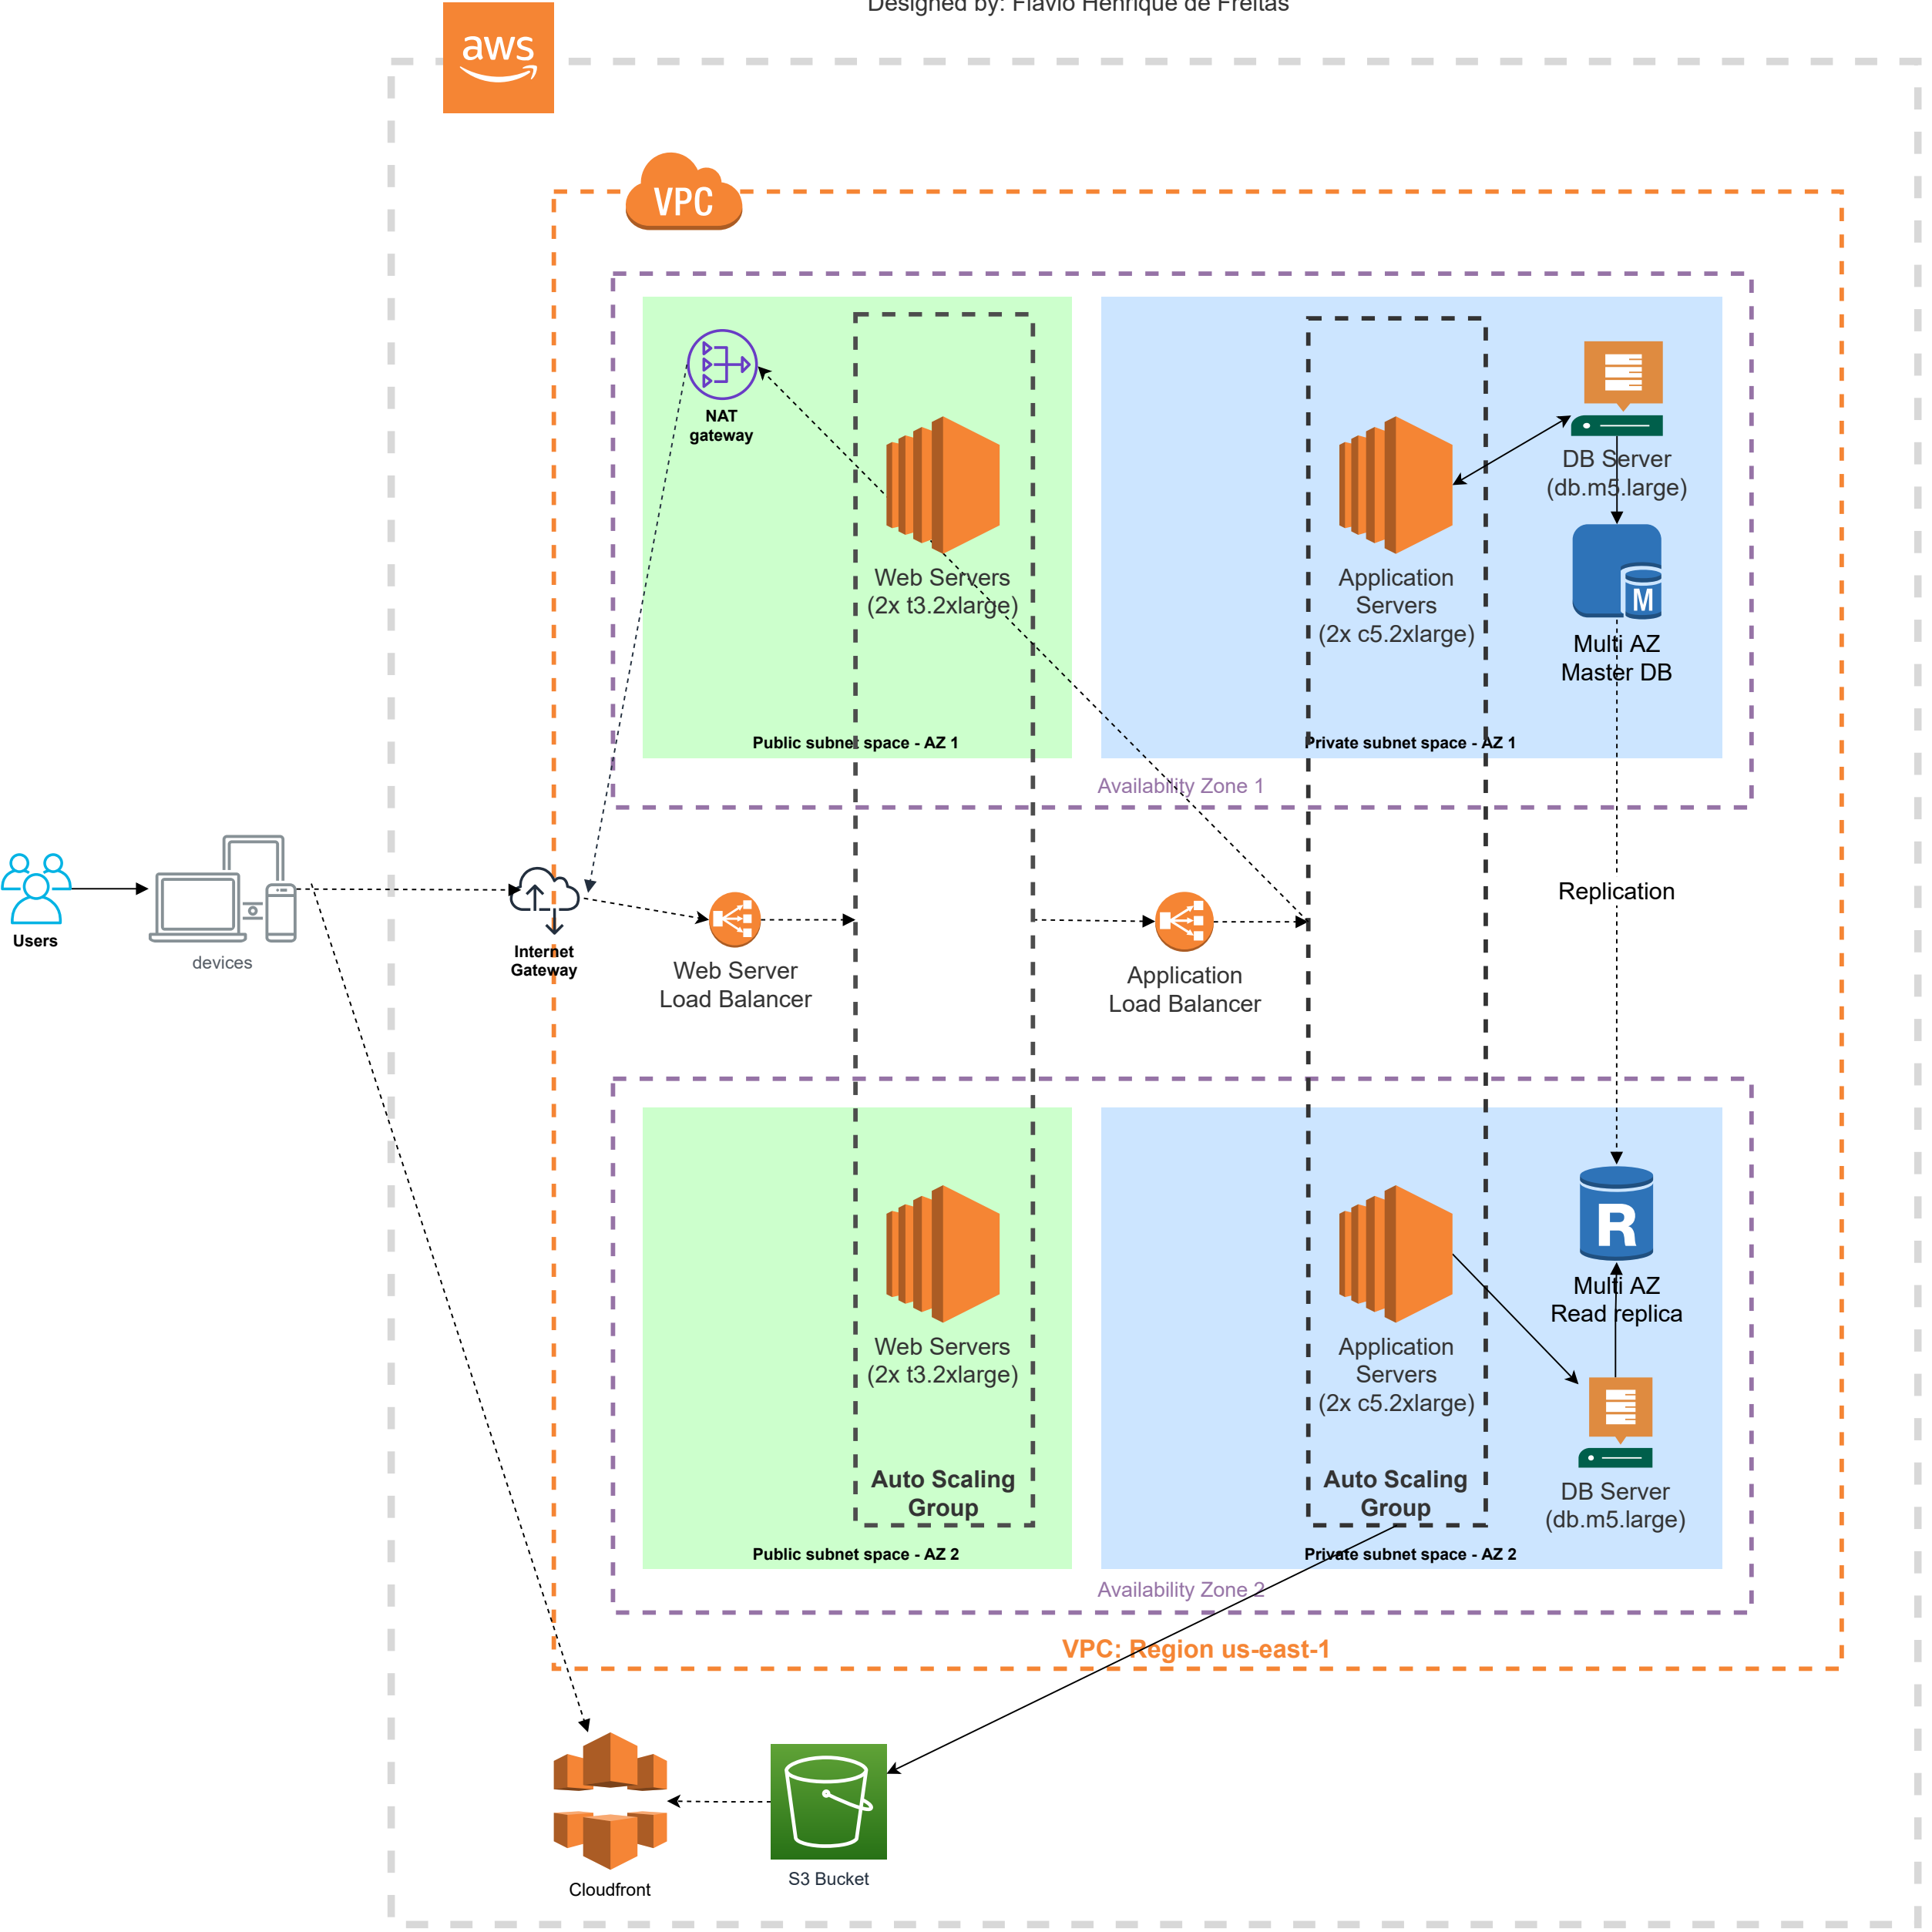 Designed by: Flavio Henrique de Freitas
aws
VPC
NAT
gateway
Web Servers
(2x t3.2xlarge)
Public subnet space - AZ 1
Application
Servers
(2x c5.2xlarge)
DB Server
(db.m5.large)
M
Multi AZ
Master DB
Private subnet space - AZ 1
Availability Zone 1
Users
devices
Internet
Gateway
Web Server
Load Balancer
Application
Load Balancer
Replication
Web Servers
(2x t3.2xlarge)
Auto Scaling
Group
Public subnet space - AZ 2
Application
Servers
(2x c5.2xlarge)
Auto Scaling
Group
R
Multi AZ
Read replica
DB Server
(db.m5.large)
Private subnet space - AZ 2
Availability Zone 2
VPC: Region us-east-1
Cloudfront
S3 Bucket